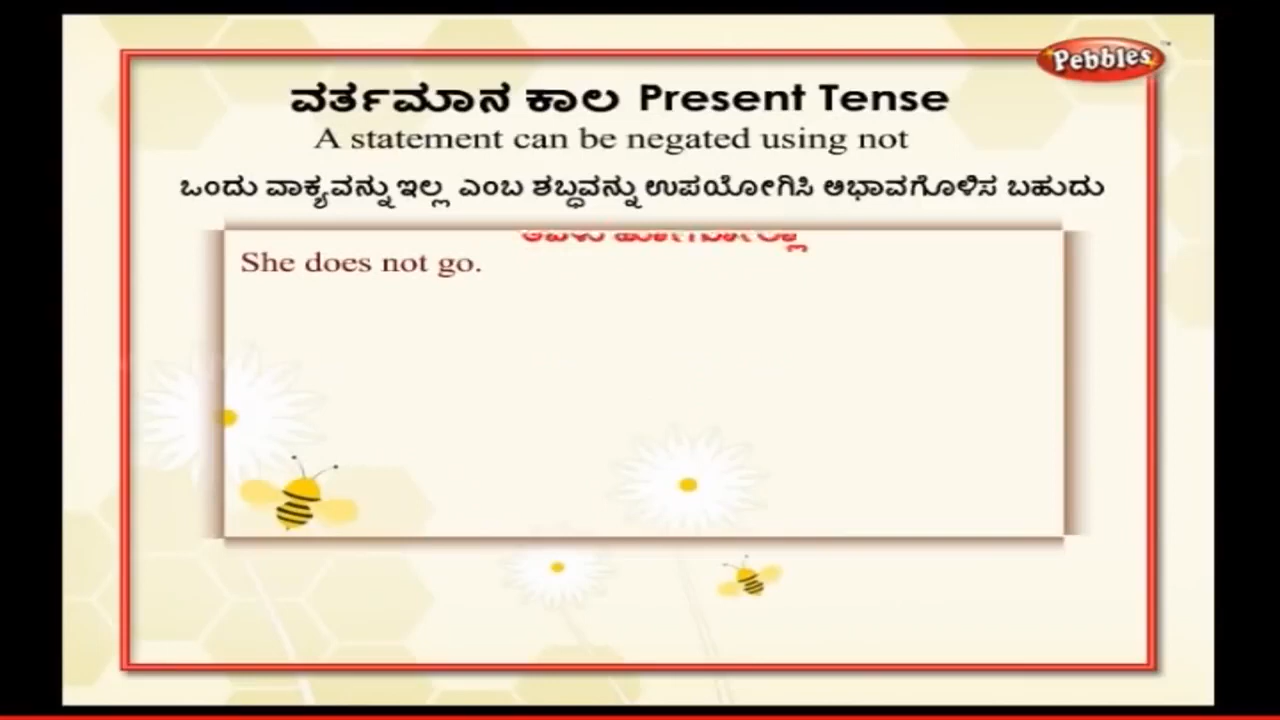 Pebbles
ವರ್ತಮಾನ ಕಾಲ Present Tense
A statement can be negated using not
ಒಂದು ವಾಕ್ಯವನ್ನು ಇಲ್ಲ ಎಂಬ ಶಬ್ಧವನ್ನು ಉಪಯೋಗಿಸಿ ಅಭಾವಗೊಳಿಸ ಬಹುದು
She does not go.